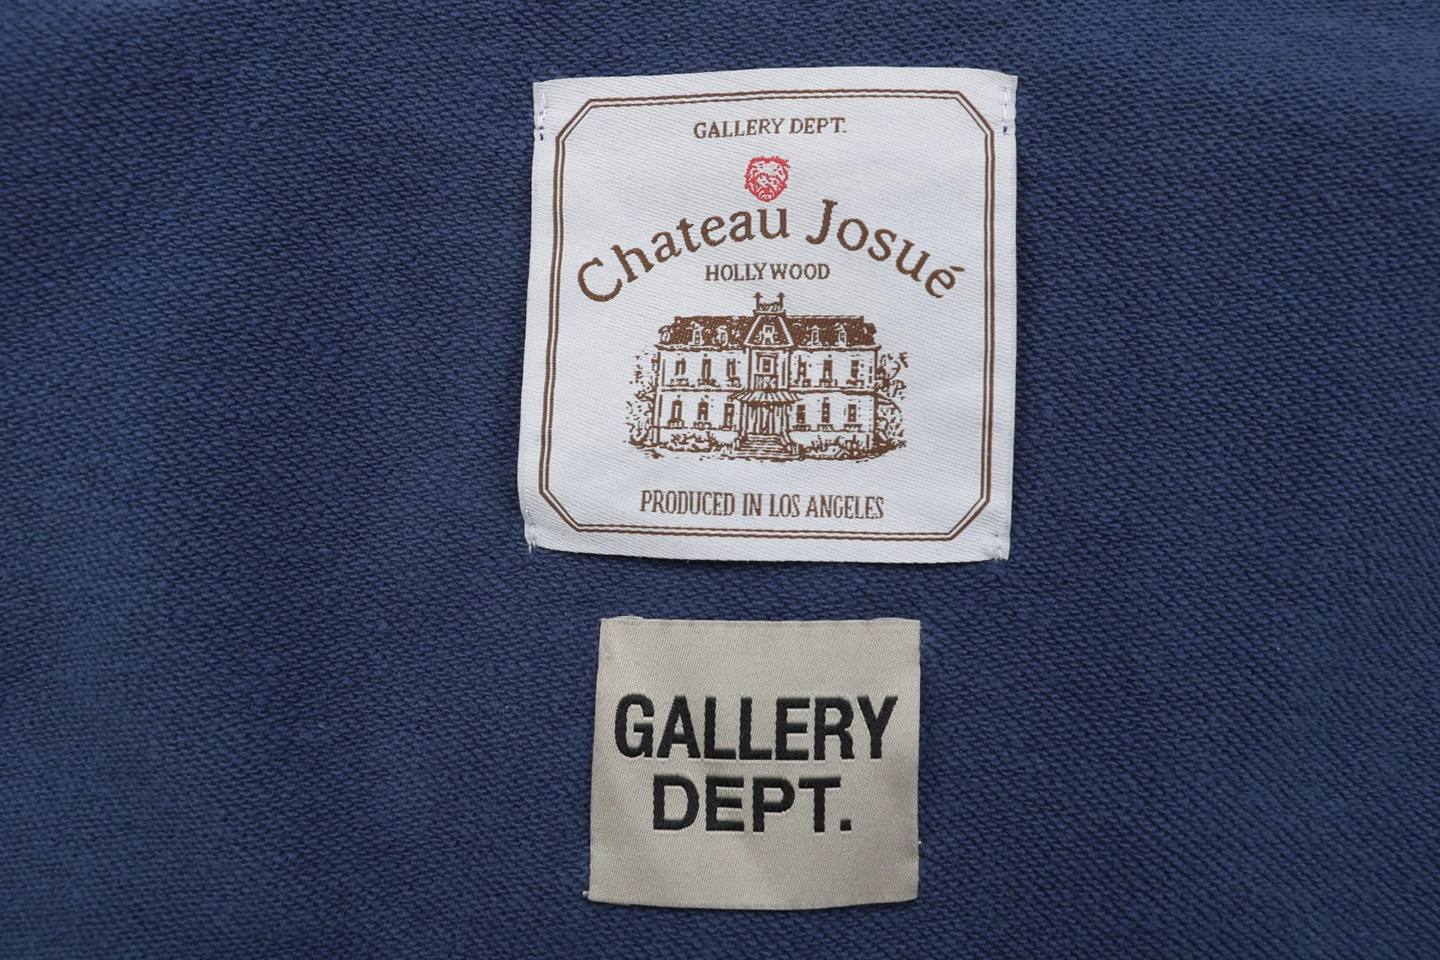 GALLERY DEPT.
Chateau Josué
HOLLYWOOD
PRODUCED IN LOS ANGELES
GALLERY
DEPT.